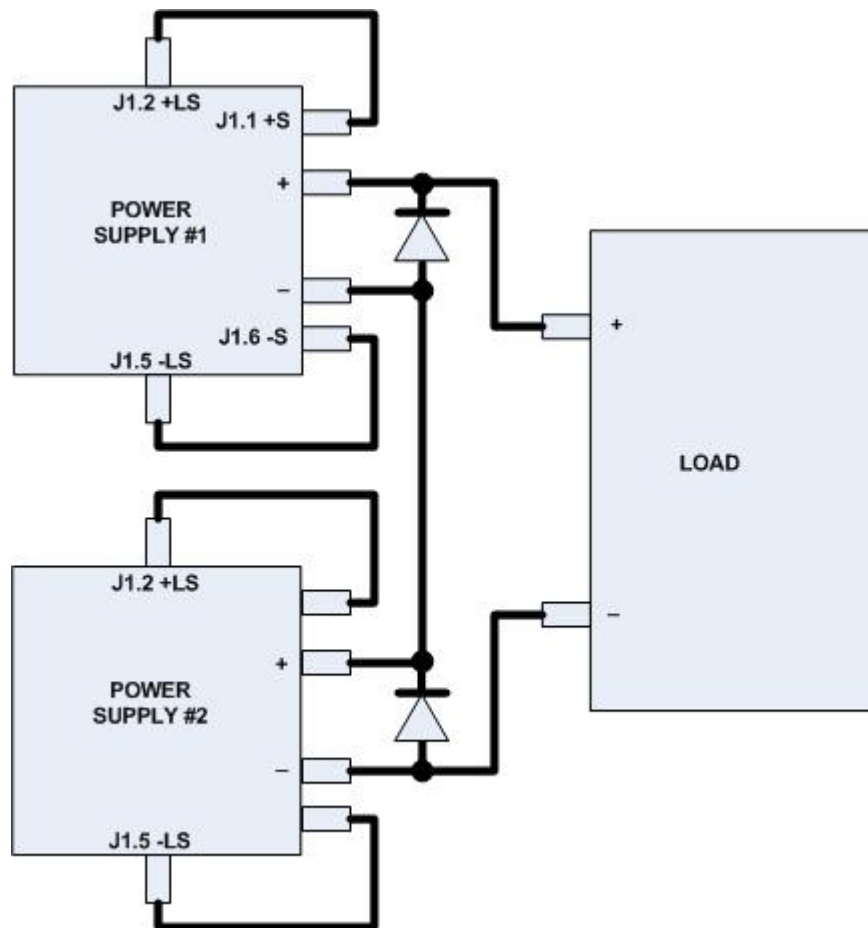 J1.2 +LS
J1.1 +S
+
POWER
SUPPLY #1
–
J1.6 -S
J1.5 -LS
+
LOAD
–
J1.2 +LS
+
POWER
SUPPLY #2
–
J1.5 -LS